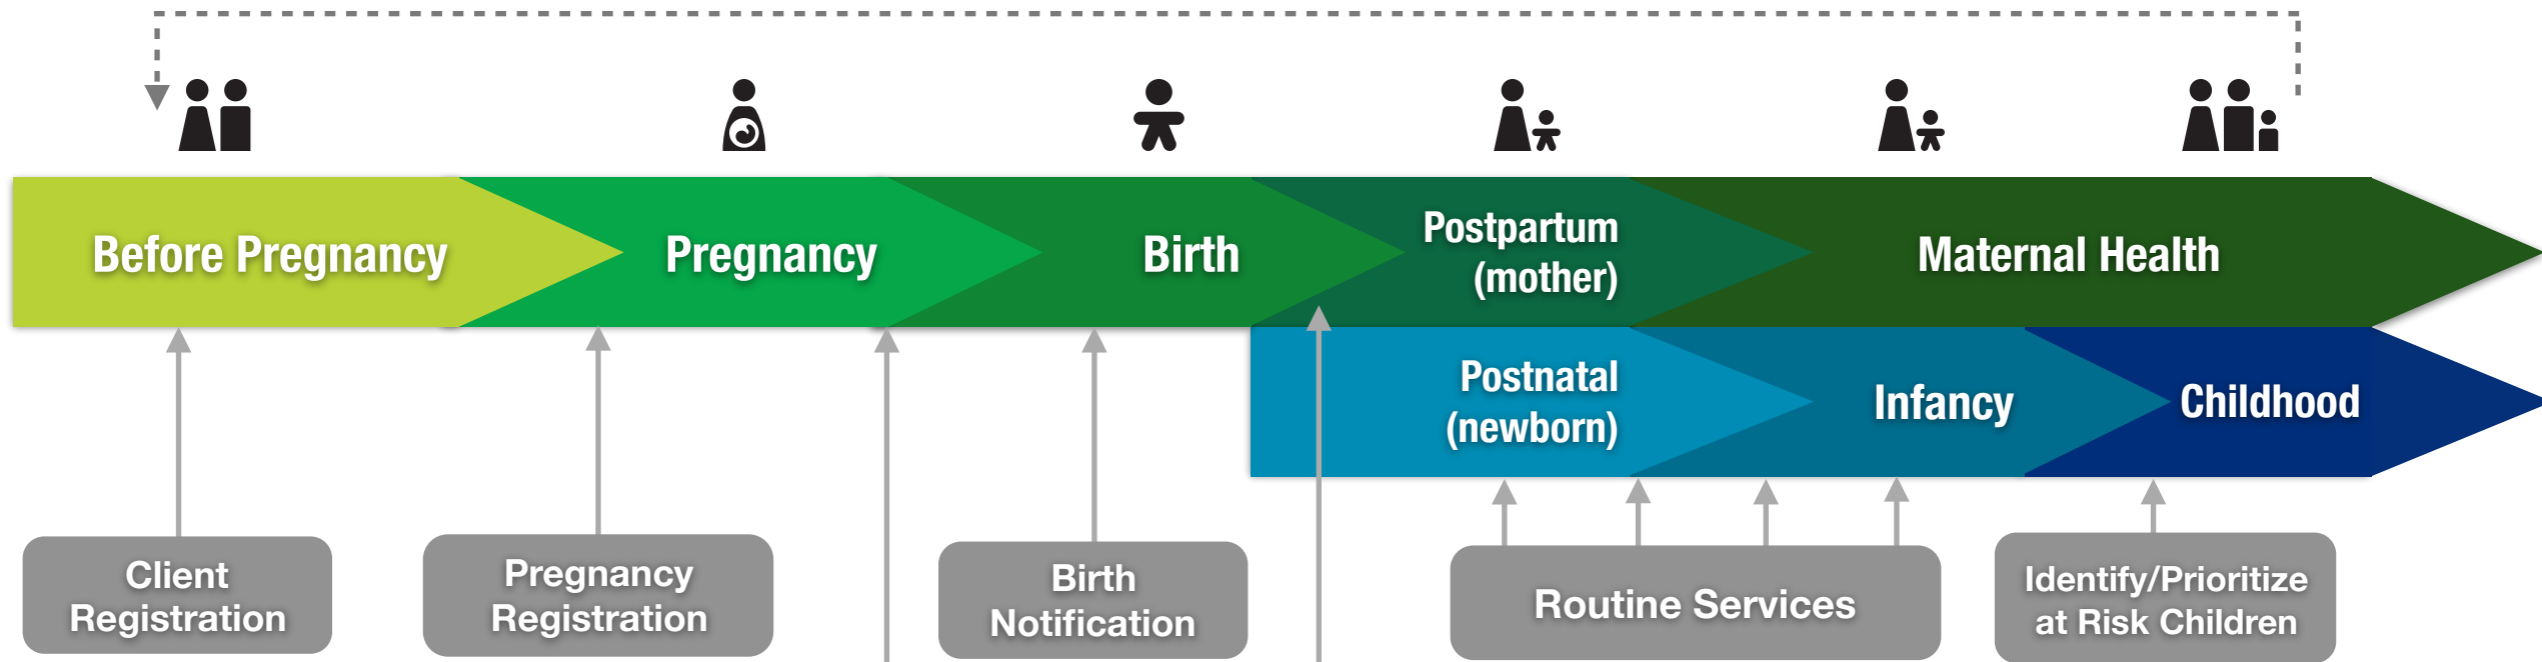 Before Pregnancy
Pregnancy
Birth
Postpartum
(mother)
Maternal Health
Postnatal
(newborn)
Infancy
Childhood
Client
Registration
Pregnancy
Registration
Birth
Notification
Routine Services
Identify/Prioritize
at Risk Children